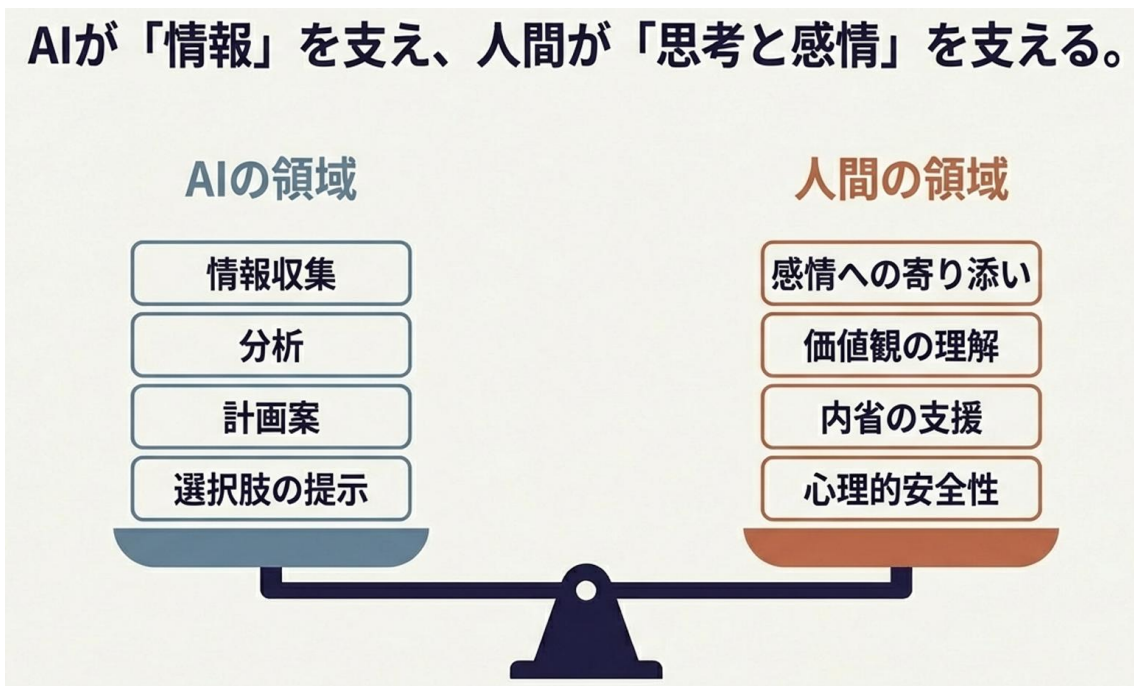 AIが「情報」を支え、人間が「思考と感情」を支える。
AIの領域
情報収集
分析
計画案
選択肢の提示
人間の領域
感情への寄り添い
価値観の理解
内省の支援
心理的安全性